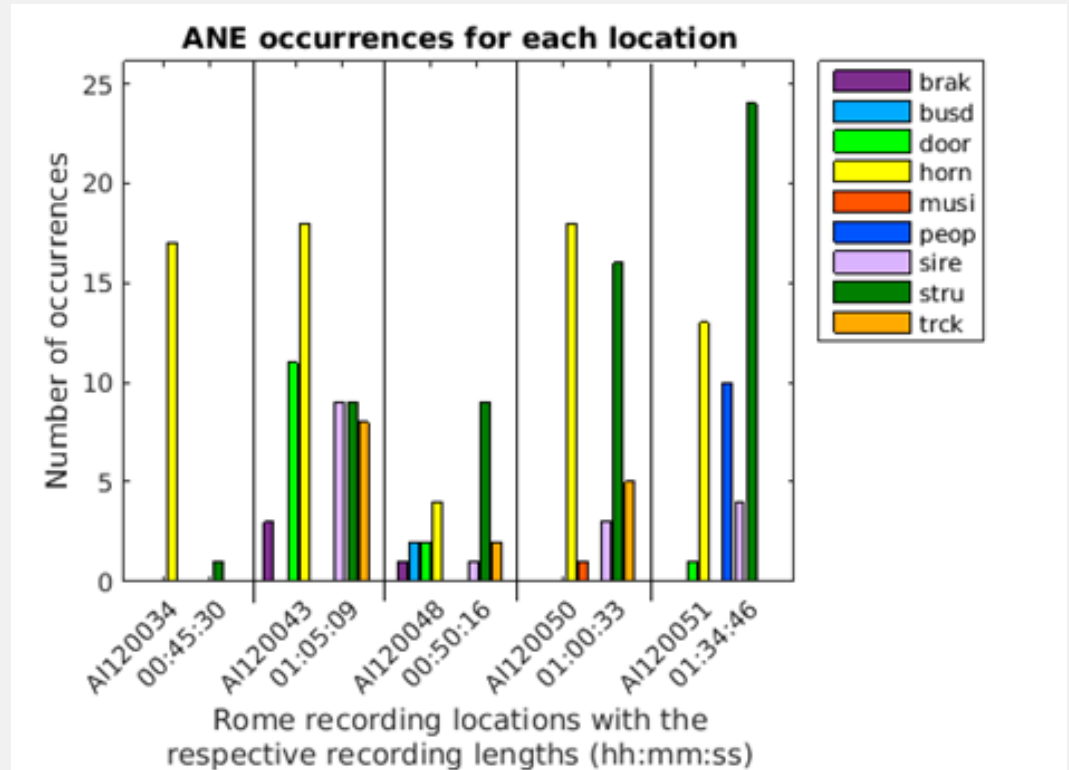 ANE occurrences for each location
Number of occurrences
25
20
15
10
5
0
brak
busd
door
horn
musi
peop
sire
stru
trck
AI120034
00:45:30
AI120043
01:05:09
AI120048
00:50:16
AI120050
01:00:33
AI120051
01:34:46
Rome recording locations with the
respective recording lengths (hh:mm:ss)